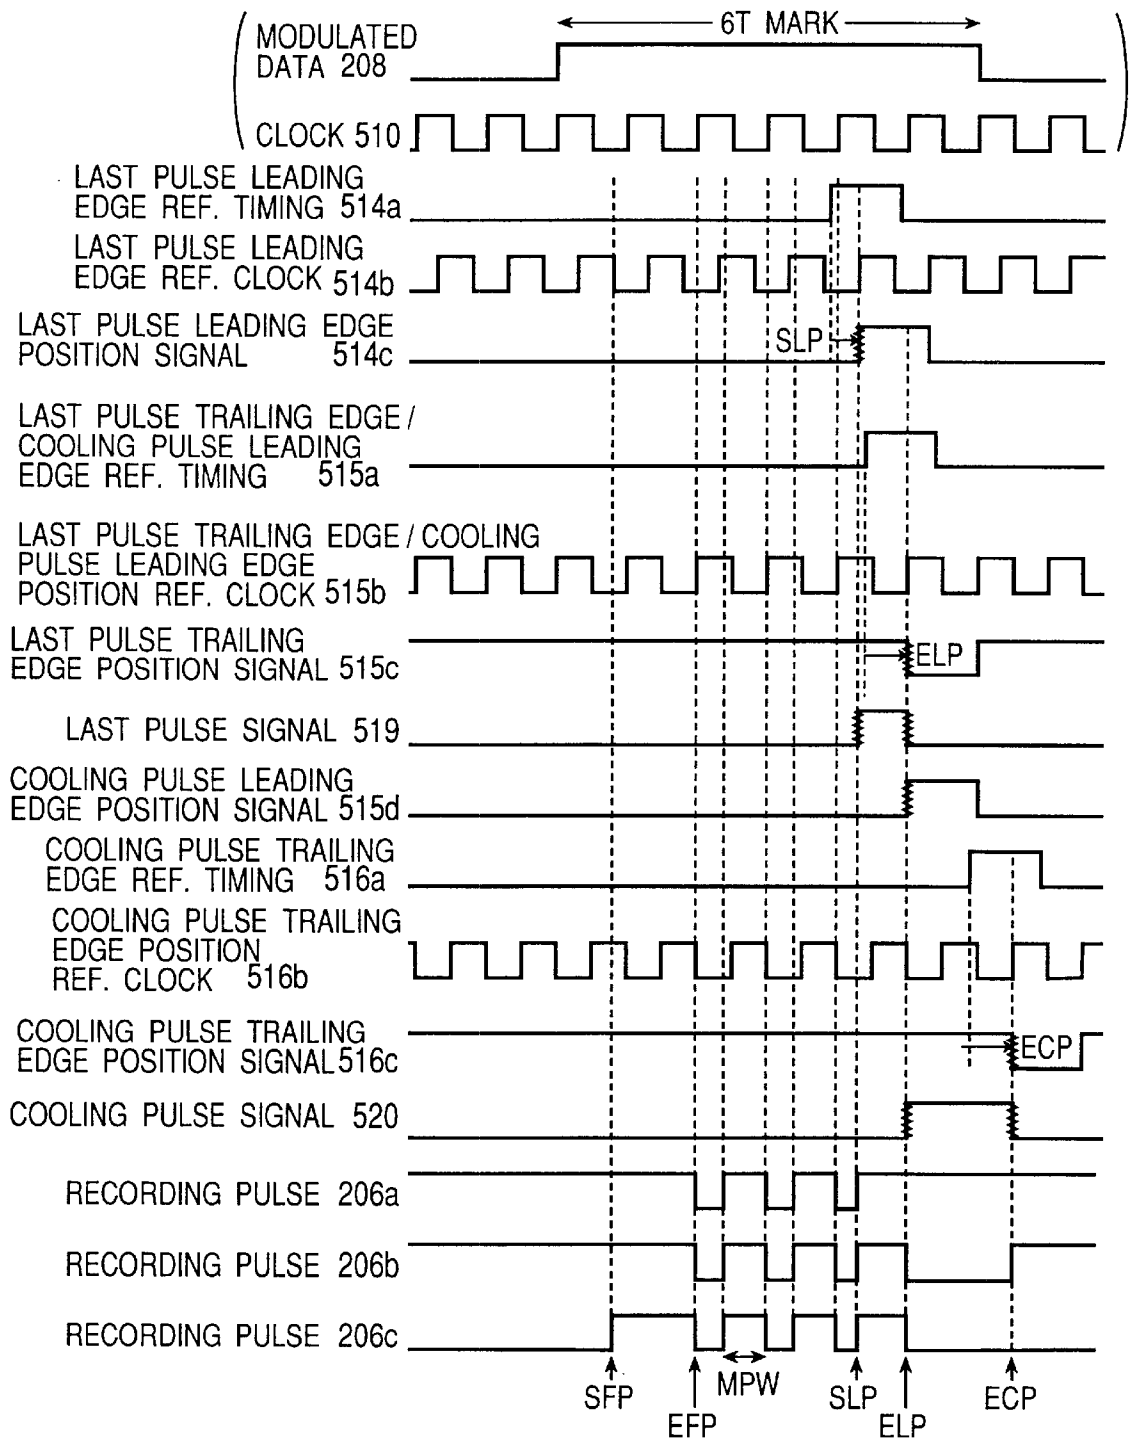 6T MARK
MODULATED
DATA 208
CLOCK 510
LAST PULSE LEADING
EDGE REF. TIMING 514a
LAST PULSE LEADING
EDGE REF. CLOCK 514b
LAST PULSE LEADING EDGE
POSITION SIGNAL 514c
SLP
LAST PULSE TRAILING EDGE /
COOLING PULSE LEADING
EDGE REF. TIMING 515a
LAST PULSE TRAILING EDGE / COOLING
PULSE LEADING EDGE
POSITION REF. CLOCK 515b
LAST PULSE TRAILING
EDGE POSITION SIGNAL 515c
ELP
LAST PULSE SIGNAL 519
COOLING PULSE LEADING
EDGE POSITION SIGNAL 515d
COOLING PULSE TRAILING
EDGE REF. TIMING 516a
COOLING PULSE TRAILING
EDGE POSITION
REF. CLOCK 516b
COOLING PULSE TRAILING
EDGE POSITION SIGNAL 516c
ECP
COOLING PULSE SIGNAL 520
RECORDING PULSE 206a
RECORDING PULSE 206b
RECORDING PULSE 206c
SFP
EFP
MPW
SLP
ELP
ECP